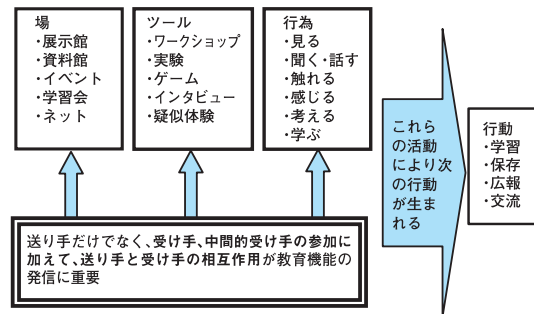 場
・展示館
・資料館
・イベント
・学習会
・ネット
ツール
・ワークショップ
・実験
・ゲーム
・インタビュー
・疑似体験
行為
・見る
・聞く・話す
・触れる
・感じる
・考える
・学ぶ
これら
の活動
により次
の行動
が生ま
れる
行動
・学習
・保存
・広報
・交流
送り手だけでなく、受け手、中間的受け手の参加に
加えて、送り手と受け手の相互作用が教育機能の
発信に重要